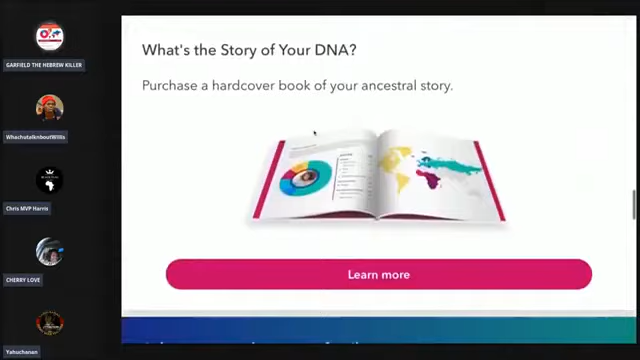 GARFIELD THE HEBREW KILLER
WhachutalknboutWillis
Chris MVP Harris
CHERRY LOVE
Yahuchanan
What's the Story of Your DNA?
Purchase a hardcover book of your ancestral story.
Learn more